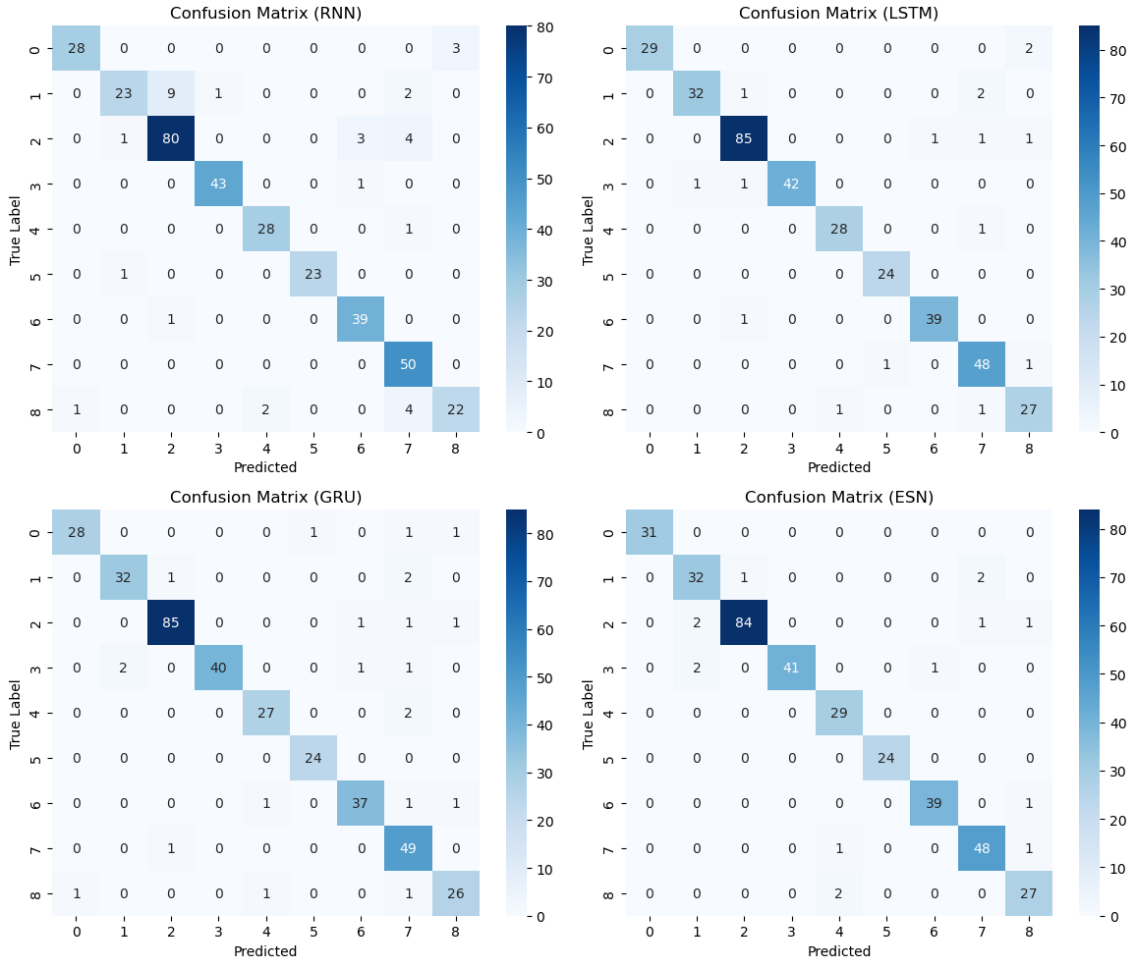 Confusion Matrix (RNN)
0 28 0 0 0 0 0 0 0 3
1 0 23 9 1 0 0 0 2 0
2 0 1 80 0 0 0 3 4 0
3 0 0 0 43 0 0 1 0 0
4 0 0 0 0 28 0 0 1 0
5 0 1 0 0 0 23 0 0 0
6 0 0 1 0 0 0 39 0 0
7 0 0 0 0 0 0 0 50 0
8 1 0 0 0 2 0 0 4 22
0 1 2 3 4 5 6 7 8
True Label
Predicted
80
70
60
50
40
30
20
10
0
Confusion Matrix (LSTM)
0 29 0 0 0 0 0 0 0 2
1 0 32 1 0 0 0 0 2 0
2 0 0 85 0 0 0 1 1 1
3 0 1 1 42 0 0 0 0 0
4 0 0 0 0 28 0 0 1 0
5 0 0 0 0 0 24 0 0 0
6 0 0 1 0 0 0 39 0 0
7 0 0 0 0 0 1 0 48 1
8 0 0 0 0 1 0 0 1 27
0 1 2 3 4 5 6 7 8
True Label
Predicted
80
70
60
50
40
30
20
10
0
Confusion Matrix (GRU)
0 28 0 0 0 0 1 0 1 1
1 0 32 1 0 0 0 0 2 0
2 0 0 85 0 0 0 1 1 1
3 0 2 0 40 0 0 1 1 0
4 0 0 0 0 27 0 0 2 0
5 0 0 0 0 0 24 0 0 0
6 0 0 0 0 1 0 37 1 1
7 0 0 1 0 0 0 0 49 0
8 1 0 0 0 1 0 0 1 26
0 1 2 3 4 5 6 7 8
True Label
Predicted
80
70
60
50
40
30
20
10
0
Confusion Matrix (ESN)
0 31 0 0 0 0 0 0 0 0
1 0 32 1 0 0 0 0 2 0
2 0 2 84 0 0 0 0 1 1
3 0 2 0 41 0 0 1 0 0
4 0 0 0 0 29 0 0 0 0
5 0 0 0 0 0 24 0 0 0
6 0 0 0 0 0 0 39 0 1
7 0 0 0 0 1 0 0 48 1
8 0 0 0 0 2 0 0 0 27
0 1 2 3 4 5 6 7 8
True Label
Predicted
80
70
60
50
40
30
20
10
0